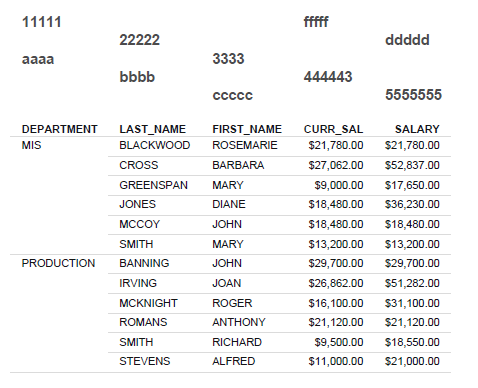 11111 fffff
22222 ddddd
aaaa 3333
bbbb 444443
ccccc 5555555
DEPARTMENT LAST_NAME FIRST_NAME CURR_SAL SALARY
MIS BLACKWOOD ROSEMARIE $21,780.00 $21,780.00
CROSS BARBARA $27,062.00 $52,837.00
GREENSPAN MARY $9,000.00 $17,650.00
JONES DIANE $18,480.00 $36,230.00
MCCOY JOHN $18,480.00 $18,480.00
SMITH MARY $13,200.00 $13,200.00
PRODUCTION BANNING JOHN $29,700.00 $29,700.00
IRVING JOAN $26,862.00 $51,282.00
MCKNIGHT ROGER $16,100.00 $31,100.00
ROMANS ANTHONY $21,120.00 $21,120.00
SMITH RICHARD $9,500.00 $18,550.00
STEVENS ALFRED $11,000.00 $21,000.00